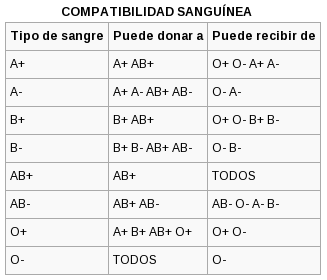 COMPATIBILIDAD SANGUÍNEA
Tipo de sangre Puede donar a Puede recibir de
A+ A+ AB+ O+ O- A+ A-
A- A+ A- AB+ AB- O- A-
B+ B+ AB+ O+ O- B+ B-
B- B+ B- AB+ AB- O- B-
AB+ AB+ TODOS
AB- AB+ AB- AB- O- A- B-
O+ A+ B+ AB+ O+ O+ O-
O- TODOS O-